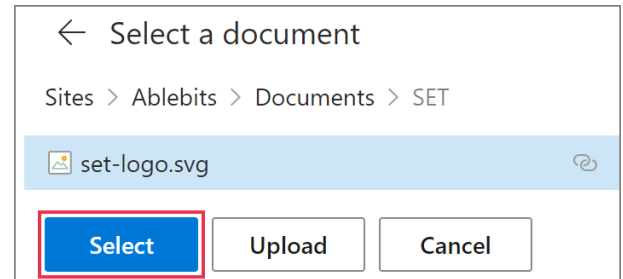 Select a document
Sites > Ablebits > Documents > SET
set-logo.svg
Select Upload Cancel